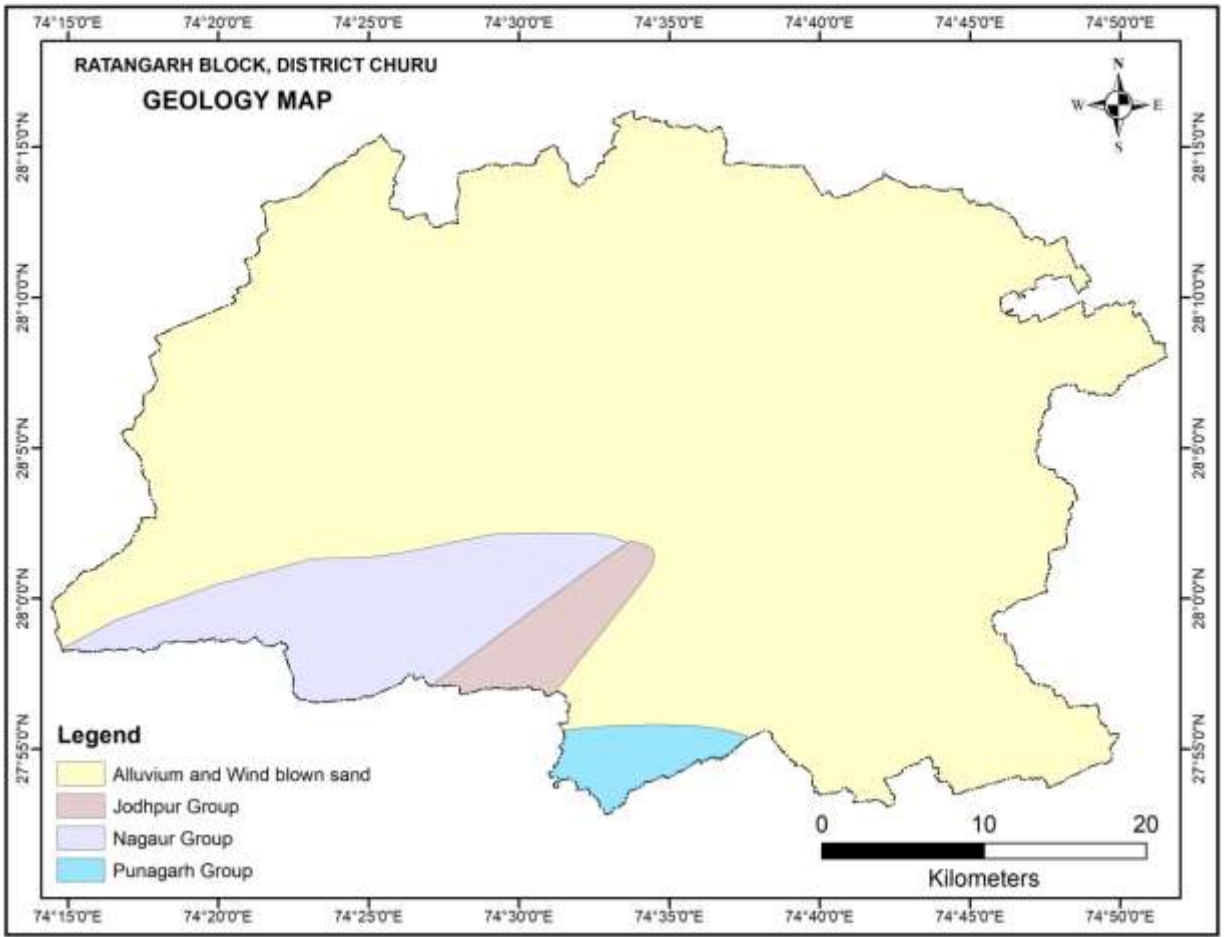 74°15'0"E 74°20'0"E 74°25'0"E 74°30'0"E 74°35'0"E 74°40'0"E 74°45'0"E 74°50'0"E
RATANGARH BLOCK, DISTRICT CHURU
GEOLOGY MAP
N
W E
S
28°15'0"N 28°15'0"N
28°10'0"N 28°10'0"N
28°5'0"N 28°5'0"N
28°0'0"N 28°0'0"N
27°55'0"N 27°55'0"N
Legend
Alluvium and Wind blown sand
Jodhpur Group
Nagaur Group
Punagarh Group
0 10 20
Kilometers
74°15'0"E 74°20'0"E 74°25'0"E 74°30'0"E 74°35'0"E 74°40'0"E 74°45'0"E 74°50'0"E